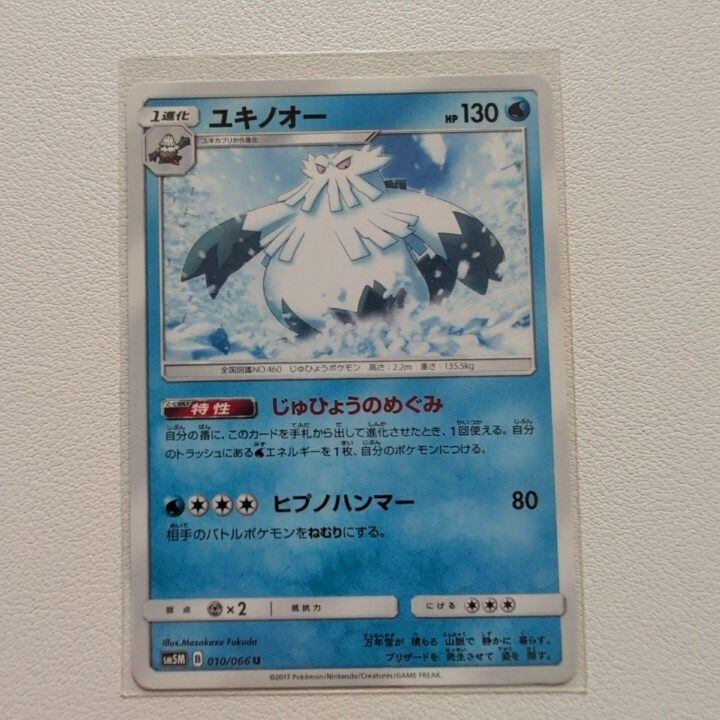 1進化 ユキノオー HP 130
ユキカブリから進化
全国図鑑NO.460 じゅひょうポケモン 高さ:2.2m 重さ:135.5kg
特性 じゅひょうのめぐみ
自分の番に、このカードを手札から出して進化させたとき、1回使える。自分
のトラッシュにあるエネルギーを1枚、自分のポケモンにつける。
ヒプノハンマー 80
相手のバトルポケモンをねむりにする。
弱点 ×2 抵抗力 にげる
Illus.Masakazu Fukuda
万年雪が 積もる 山脈で 静かに 暮らす。
ブリザードを 発生させて 姿を 隠す。
SM5M B 010/066 U
©2017 Pokémon/Nintendo/Creatures/GAME FREAK.